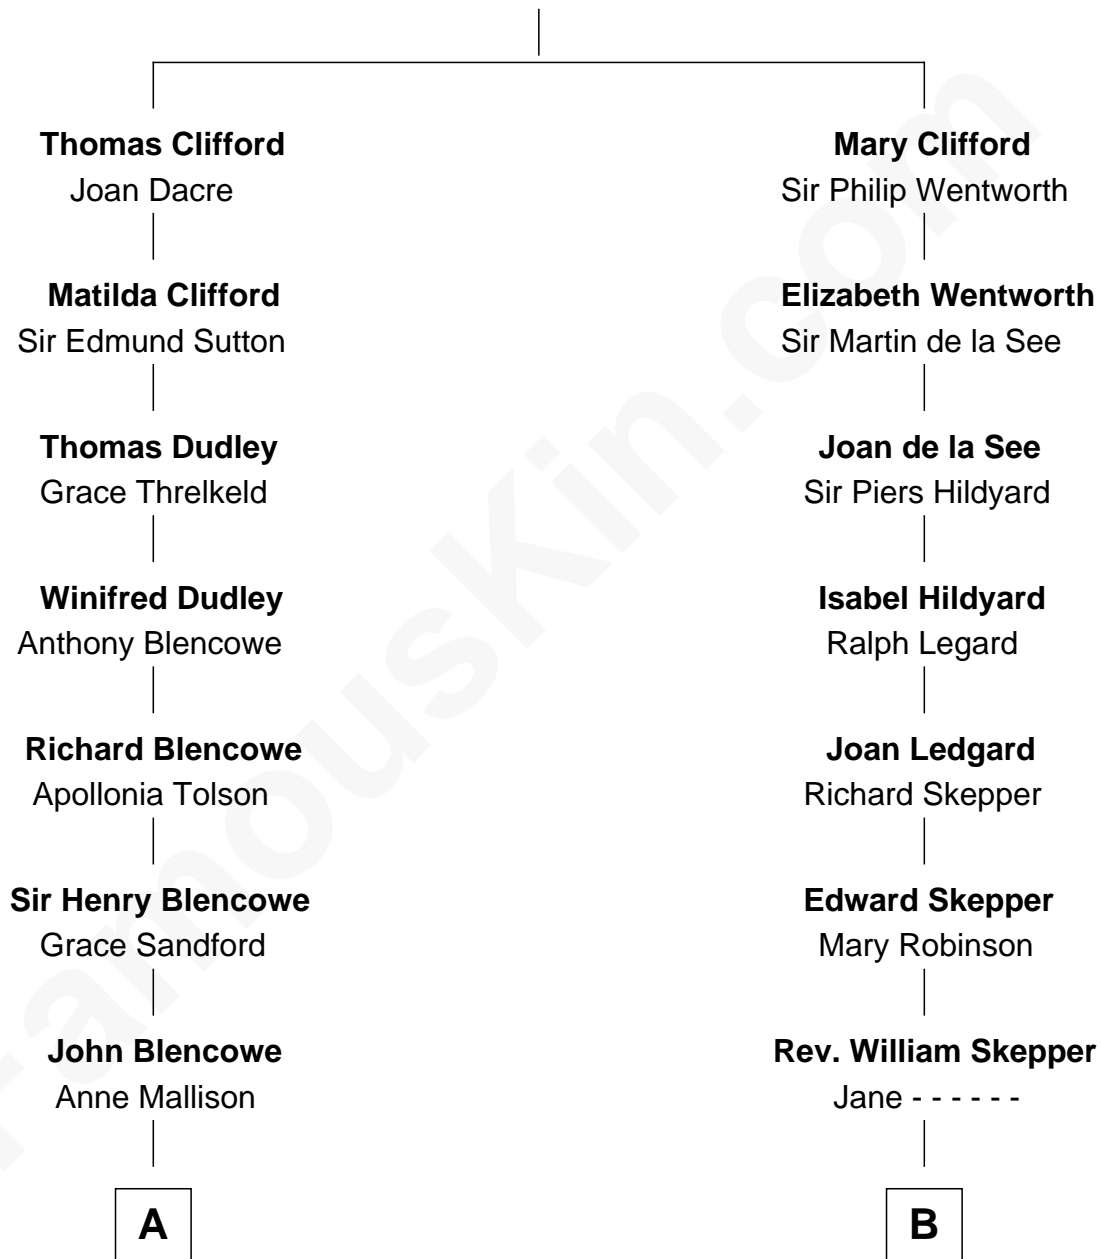 Thomas Clifford
Joan Dacre
Matilda Clifford
Sir Edmund Sutton
Thomas Dudley
Grace Threlkeld
Winifred Dudley
Anthony Blencowe
Richard Blencowe
Apollonia Tolson
Sir Henry Blencowe
Grace Sandford
John Blencowe
Anne Mallison
A
Mary Clifford
Sir Philip Wentworth
Elizabeth Wentworth
Sir Martin de la See
Joan de la See
Sir Piers Hildyard
Isabel Hildyard
Ralph Legard
Joan Ledgard
Richard Skepper
Edward Skepper
Mary Robinson
Rev. William Skepper
Jane - - - - - -
B
FamousKin.com